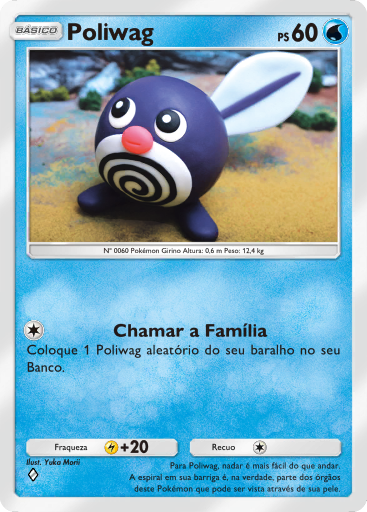 BÁSICO Poliwag PS 60
Nº 0060 Pokémon Girino Altura: 0,6 m Peso: 12,4 kg
Chamar a Família
Coloque 1 Poliwag aleatório do seu baralho no seu
Banco.
Fraqueza +20 Recuo
Ilust. Yuka Morii
Para Poliwag, nadar é mais fácil do que andar.
A espiral em sua barriga é, na verdade, parte dos órgãos
deste Pokémon que pode ser vista através de sua pele.